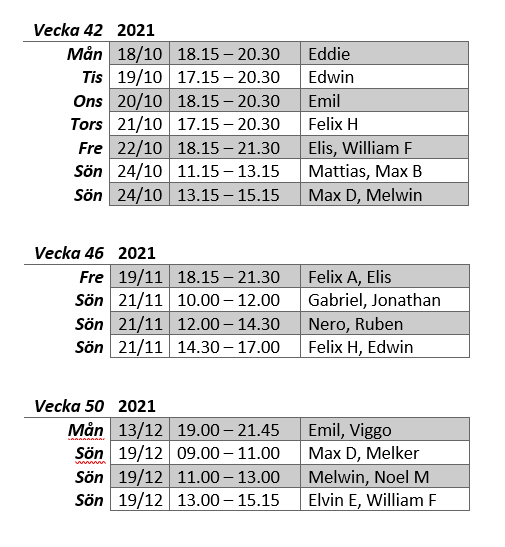 Vecka 42 2021
Mån 18/10 18.15 – 20.30 Eddie
Tis 19/10 17.15 – 20.30 Edwin
Ons 20/10 18.15 – 20.30 Emil
Tors 21/10 17.15 – 20.30 Felix H
Fre 22/10 18.15 – 21.30 Elis, William F
Sön 24/10 11.15 – 13.15 Mattias, Max B
Sön 24/10 13.15 – 15.15 Max D, Melwin
Vecka 46 2021
Fre 19/11 18.15 – 21.30 Felix A, Elis
Sön 21/11 10.00 – 12.00 Gabriel, Jonathan
Sön 21/11 12.00 – 14.30 Nero, Ruben
Sön 21/11 14.30 – 17.00 Felix H, Edwin
Vecka 50 2021
Mån 13/12 19.00 – 21.45 Emil, Viggo
Sön 19/12 09.00 – 11.00 Max D, Melker
Sön 19/12 11.00 – 13.00 Melwin, Noel M
Sön 19/12 13.00 – 15.15 Elvin E, William F